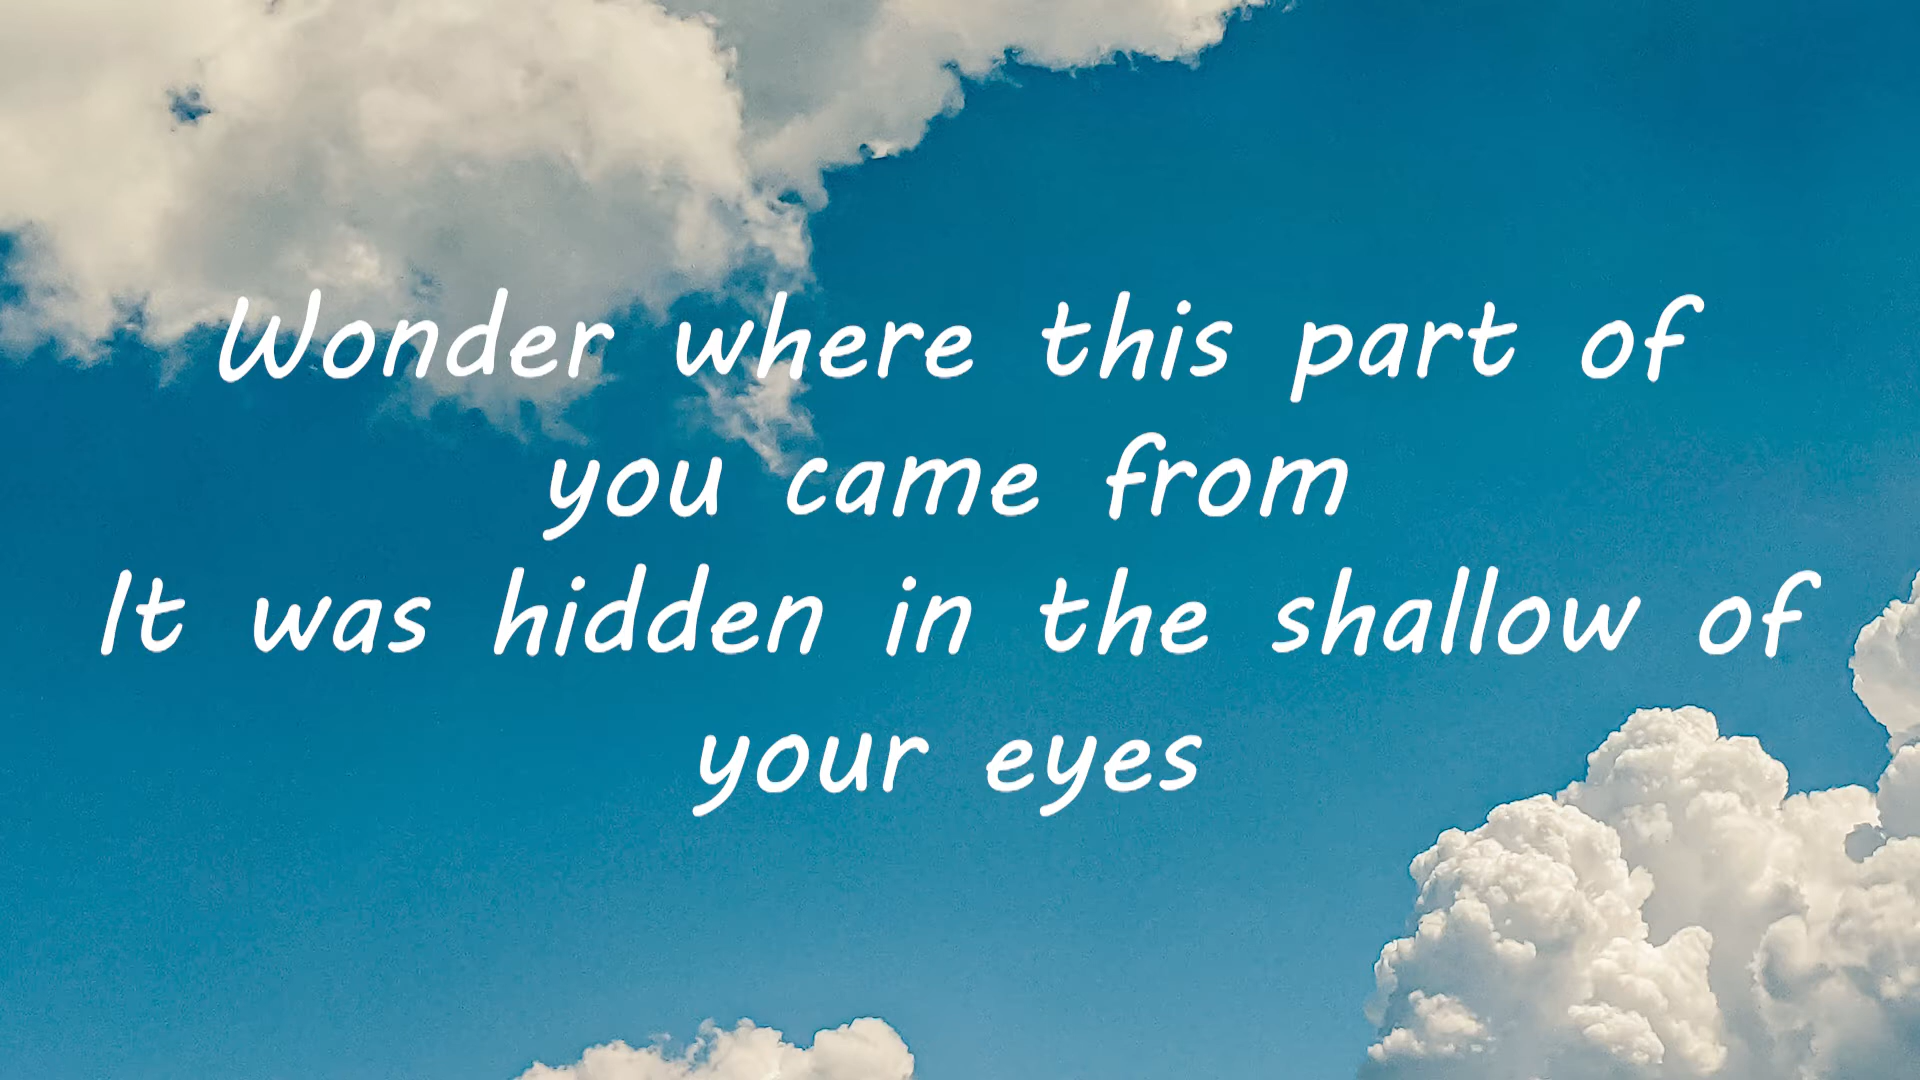 Wonder where this part of
you came from
It was hidden in the shallow of
your eyes